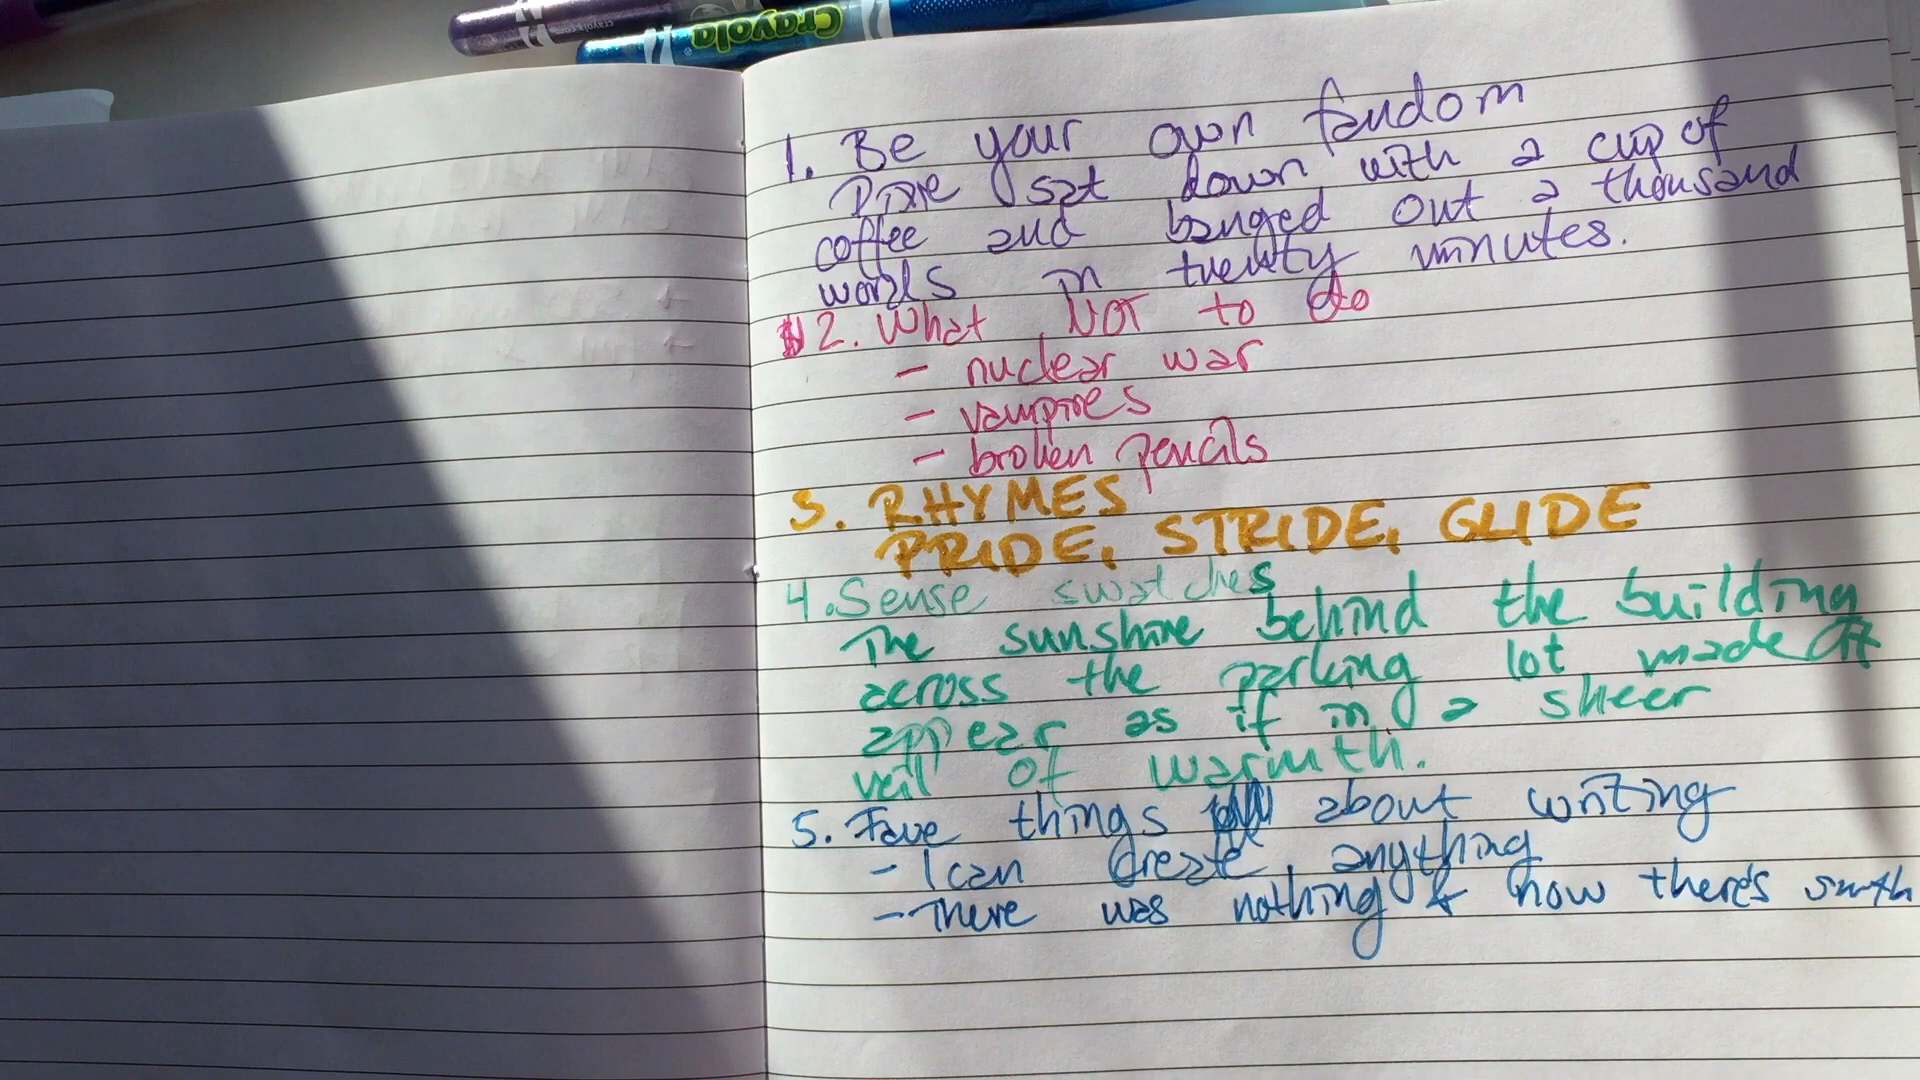 crayola.com
Crayola
1. Be your own fandom
Dixie sat down with a cup of
coffee and banged out a thousand
words in twenty minutes.
2. What NOT to do
- nuclear war
- vampires
- broken pencils
3. RHYMES
PRIDE, STRIDE, GLIDE
4. Sense swatches
The sunshine behind the building
across the parking lot made it
appear as if in a sheer
veil of warmth.
5. Fave things about writing
- I can create anything
- There was nothing & now there's smth